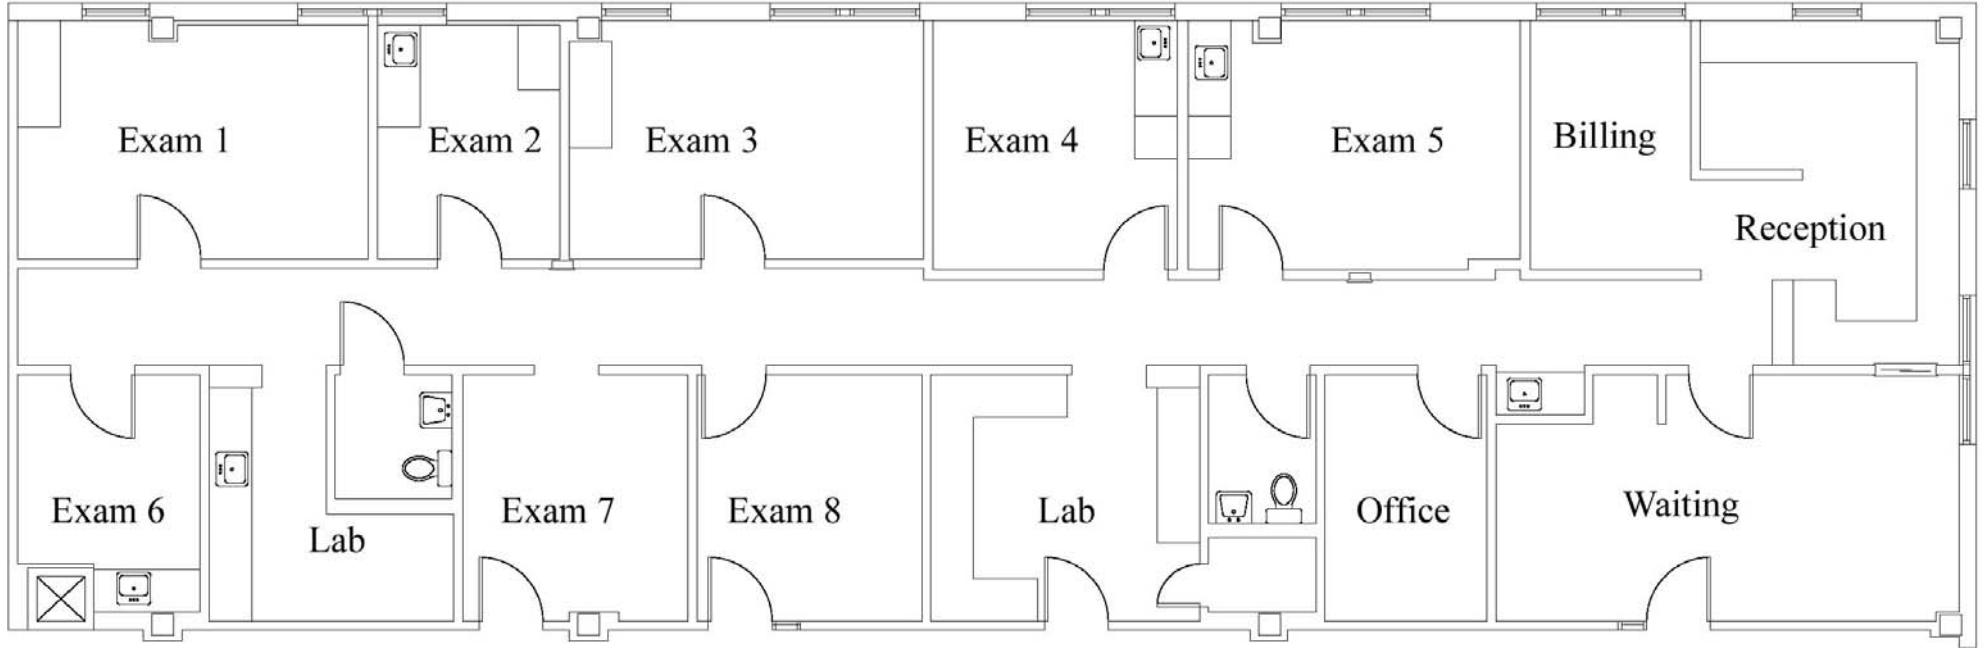 Exam 1
Exam 2
Exam 3
Exam 4
Exam 5
Billing
Reception
Exam 6
Lab
Exam 7
Exam 8
Lab
Office
Waiting